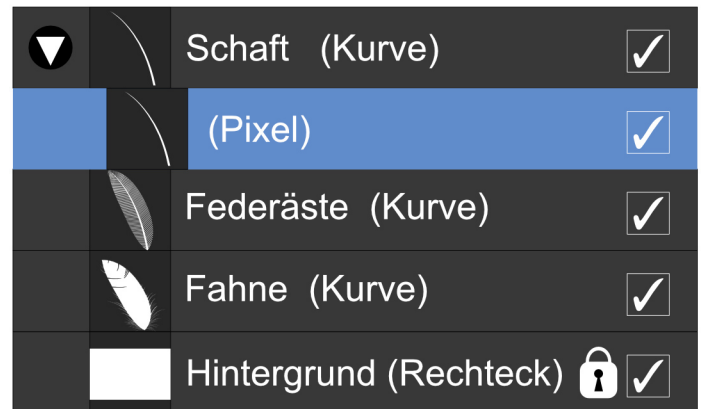 Schaft (Kurve)
(Pixel)
Federäste (Kurve)
Fahne (Kurve)
Hintergrund (Rechteck)